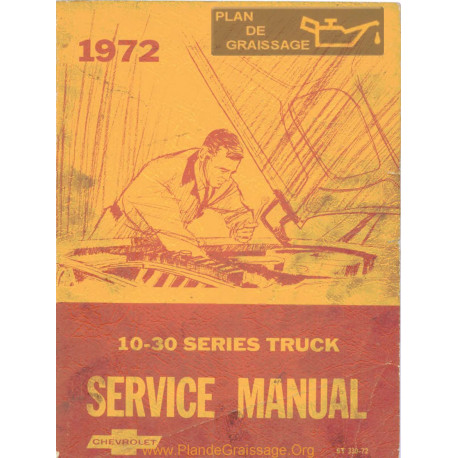 PLAN
DE
GRAISSAGE
1972
10-30 SERIES TRUCK
SERVICE MANUAL
CHEVROLET
ST 330-72
www.PlandeGraissage.Org